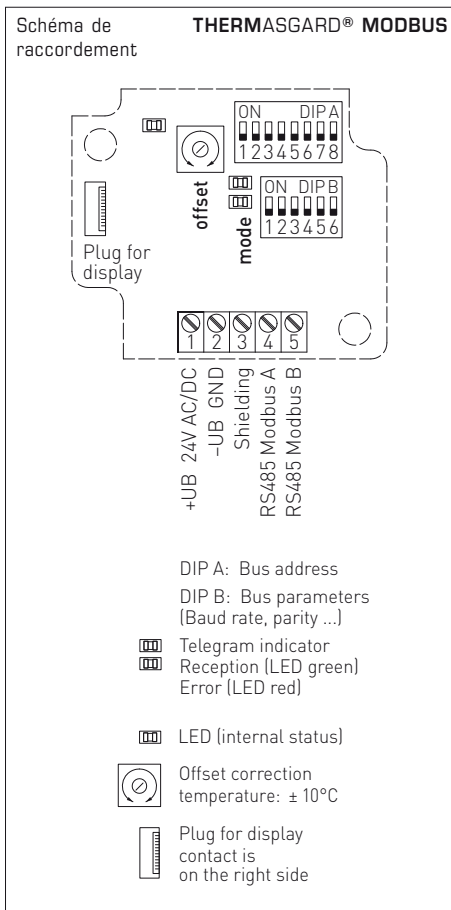 Schéma de raccordement
THERMASGARD® MODBUS
ON DIP A
1 2 3 4 5 6 7 8
offset
mode
ON DIP B
1 2 3 4 5 6
Plug for
display
1 2 3 4 5
+UB 24V AC/DC
–UB GND
Shielding
RS485 Modbus A
RS485 Modbus B
DIP A: Bus address
DIP B: Bus parameters
(Baud rate, parity ...)
Telegram indicator
Reception (LED green)
Error (LED red)
LED (internal status)
Offset correction
temperature: ± 10°C
Plug for display
contact is
on the right side